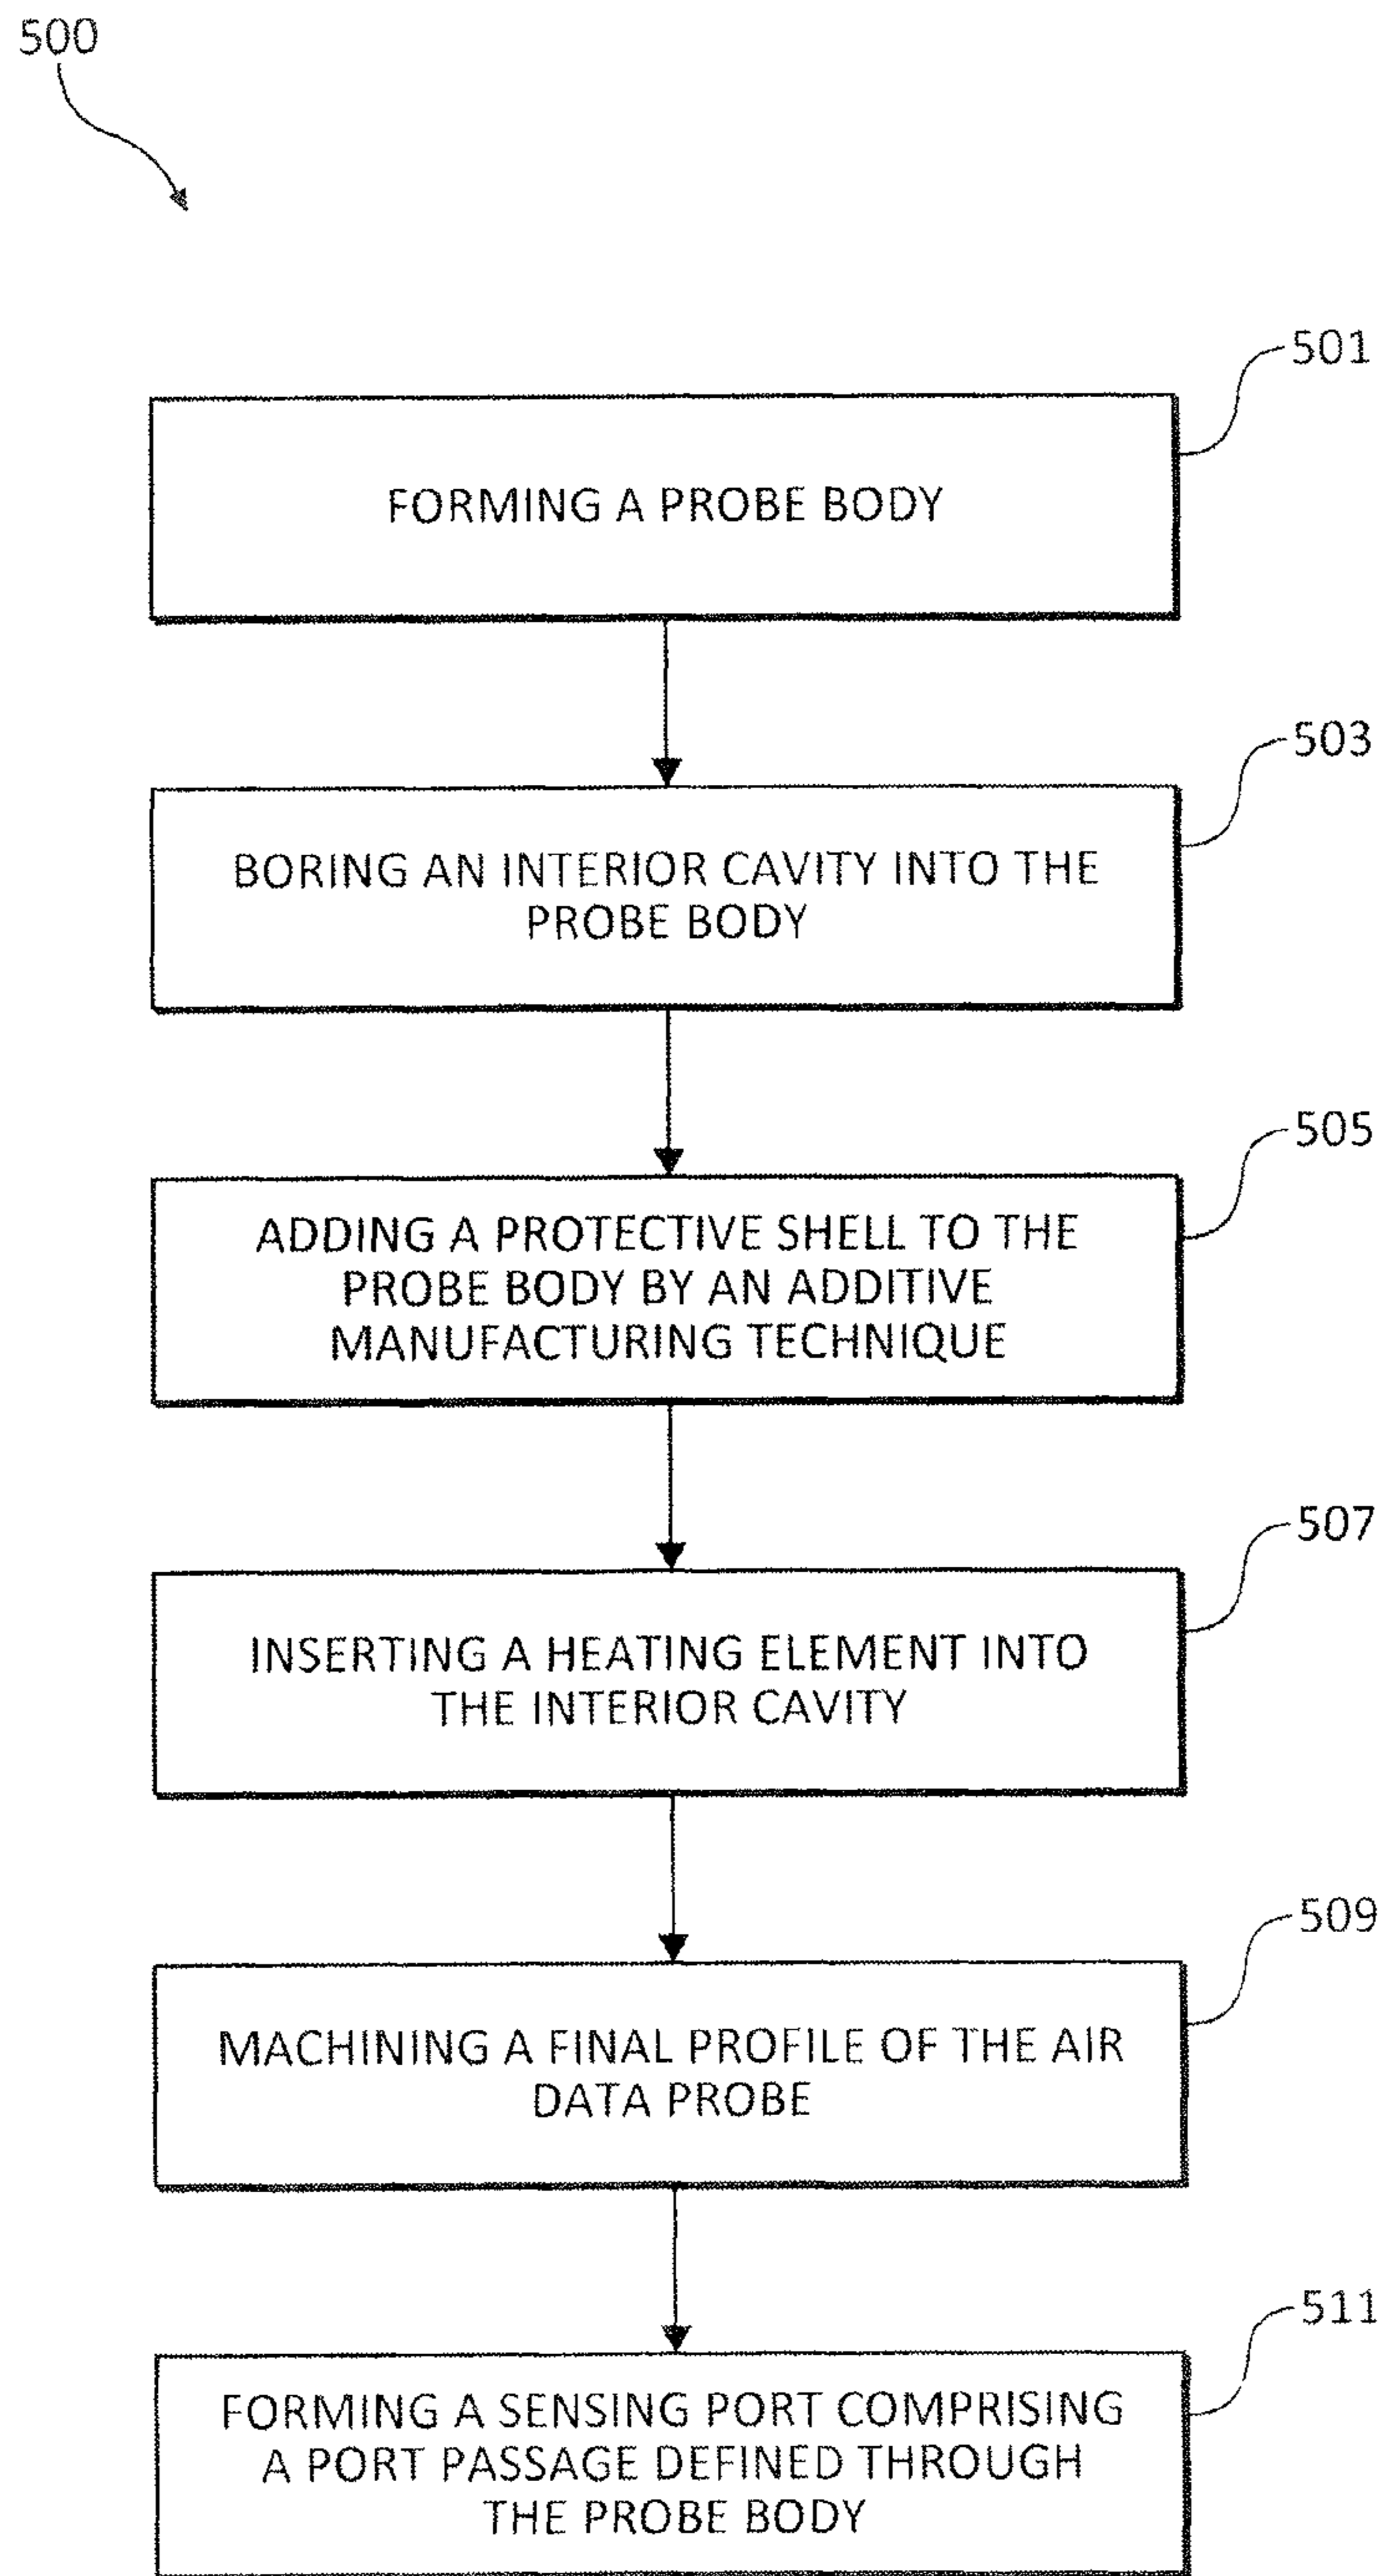 500
501
FORMING A PROBE BODY
503
BORING AN INTERIOR CAVITY INTO THE
PROBE BODY
505
ADDING A PROTECTIVE SHELL TO THE
PROBE BODY BY AN ADDITIVE
MANUFACTURING TECHNIQUE
507
INSERTING A HEATING ELEMENT INTO
THE INTERIOR CAVITY
509
MACHINING A FINAL PROFILE OF THE AIR
DATA PROBE
511
FORMING A SENSING PORT COMPRISING
A PORT PASSAGE DEFINED THROUGH
THE PROBE BODY